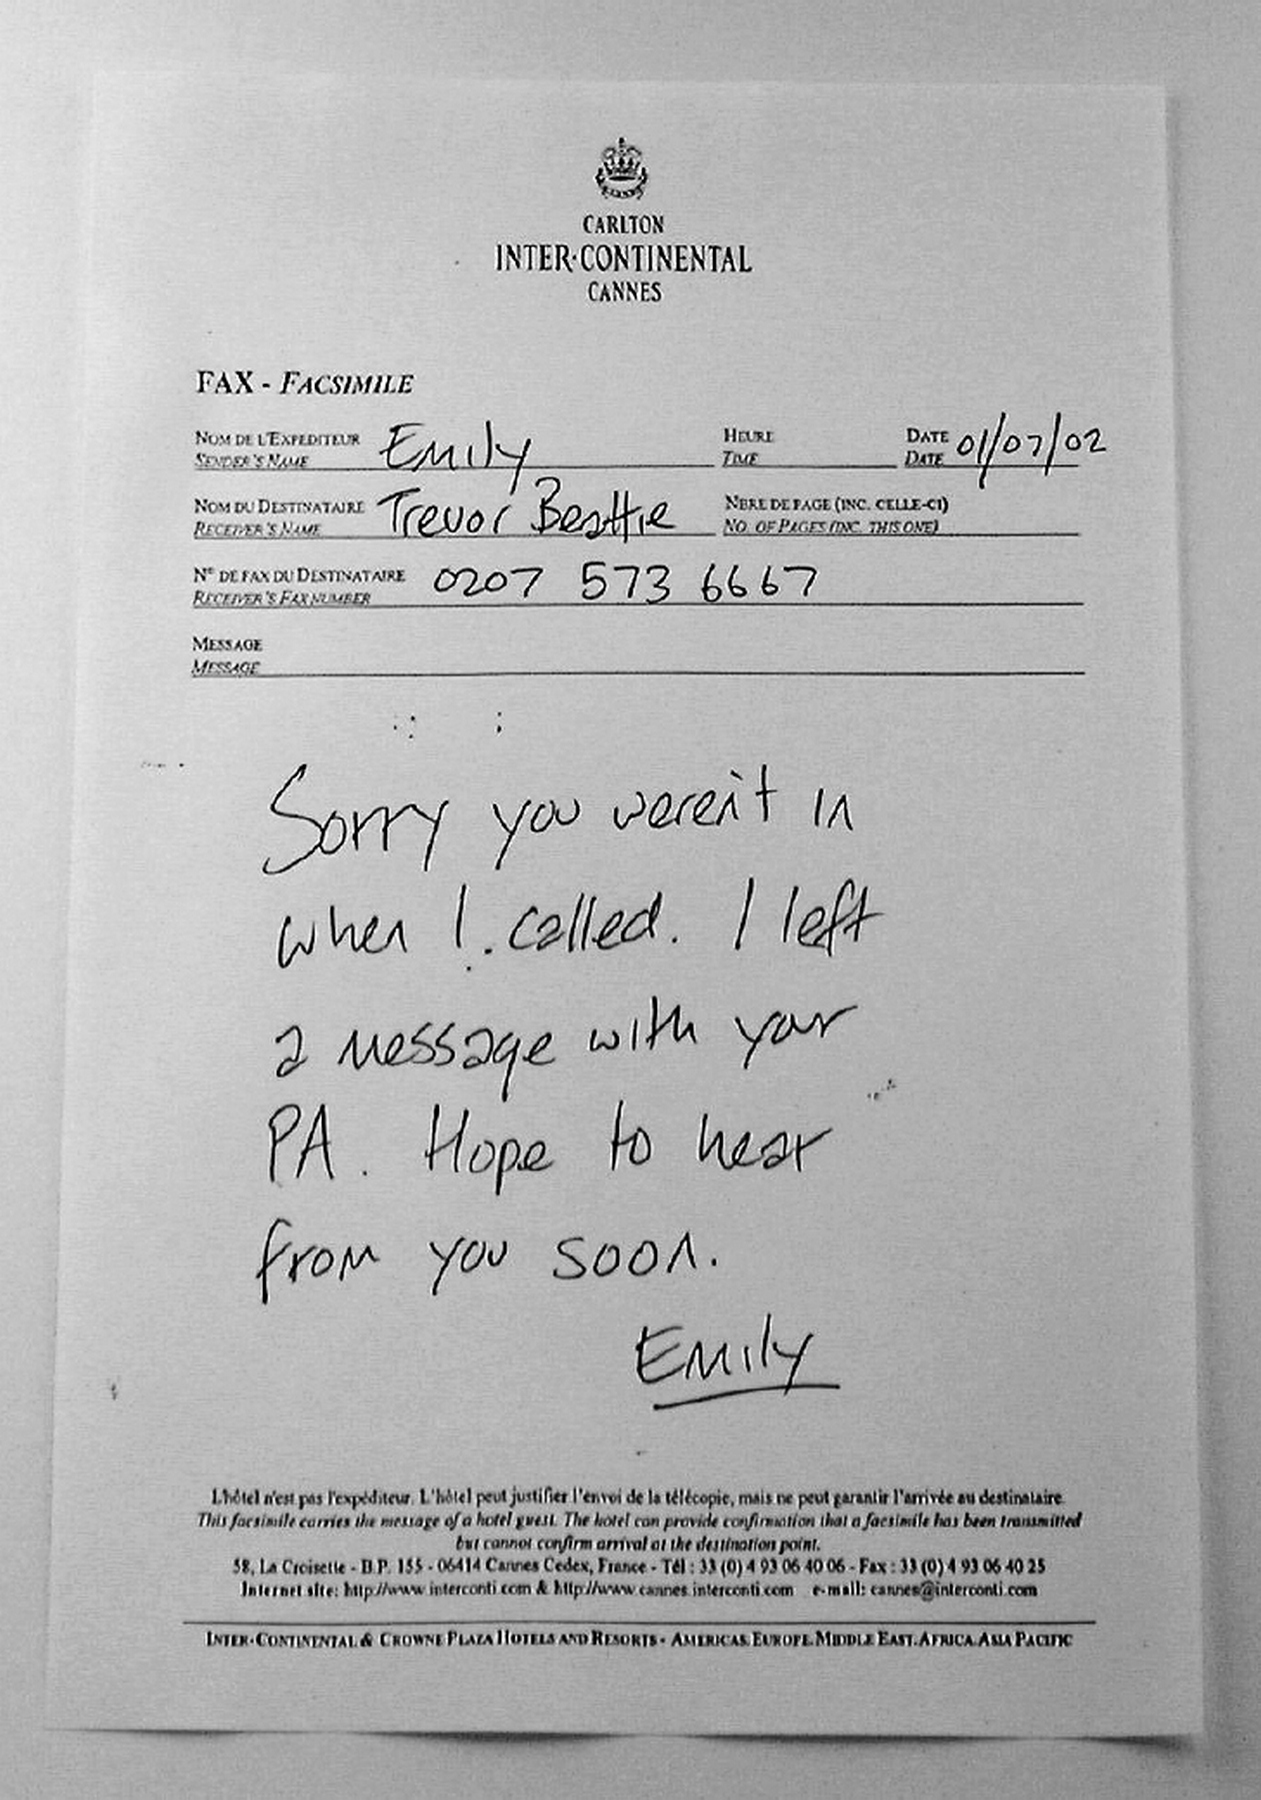 CARLTON
INTER·CONTINENTAL
CANNES
FAX - FACSIMILE
NOM DE L'EXPEDITEUR
SENDER'S NAME
Emily
HEURE
TIME
DATE
DATE
01/07/02
NOM DU DESTINATAIRE
RECEIVER'S NAME
Trevor Beattie
NBRE DE PAGE (INC. CELLE-CI)
NO. OF PAGES (INC. THIS ONE)
N° DE FAX DU DESTINATAIRE
RECEIVER'S FAX NUMBER
0207 573 6667
MESSAGE
MESSAGE
Sorry you weren't in
when I called. I left
a message with your
PA. Hope to hear
from you soon.
Emily
L'hôtel n'est pas l'expéditeur. L'hôtel peut justifier l'envoi de la télécopie, mais ne peut garantir l'arrivée au destinataire.
This facsimile carries the message of a hotel guest. The hotel can provide confirmation that a facsimile has been transmitted
but cannot confirm arrival at the destination point.
58, La Croisette - B.P. 155 - 06414 Cannes Cedex, France - Tél : 33 (0) 4 93 06 40 06 - Fax : 33 (0) 4 93 06 40 25
Internet site: http://www.interconti.com & http://www.cannes.interconti.com e-mail: cannes@interconti.com
INTER·CONTINENTAL & CROWNE PLAZA HOTELS AND RESORTS · AMERICAS. EUROPE. MIDDLE EAST. AFRICA. ASIA PACIFIC